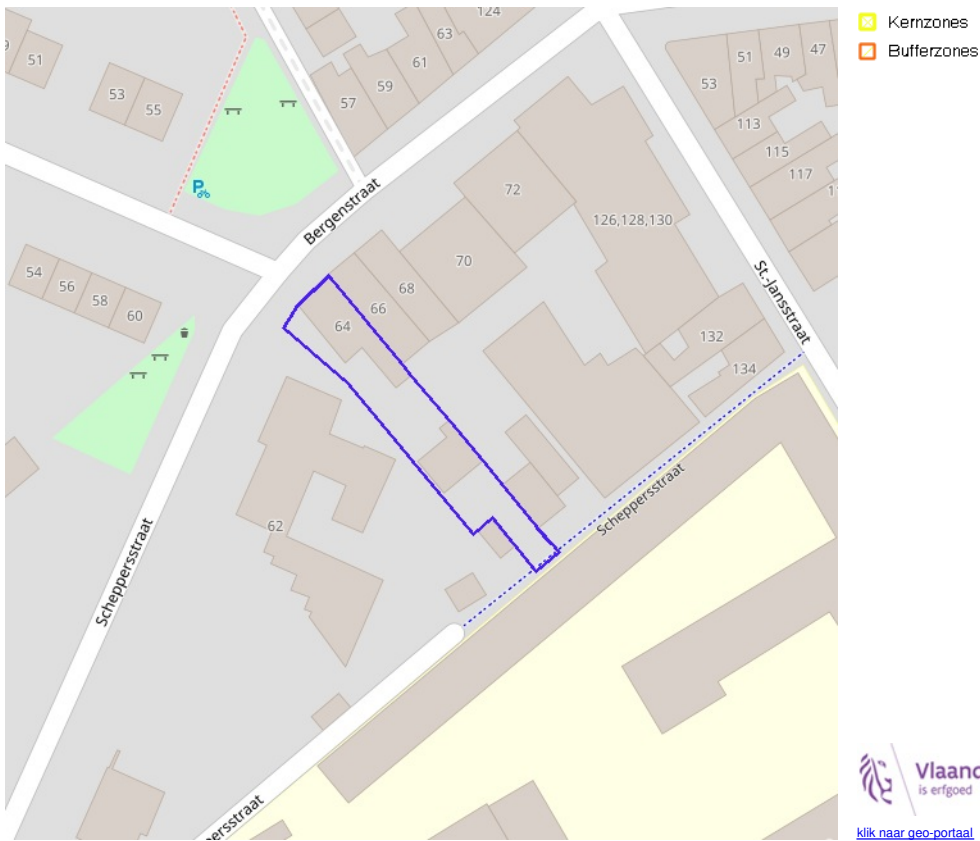 Kernzones
Bufferzones
124
63
61
59
57
51
53
55
51
49
47
53
113
115
117
72
126,128,130
70
68
66
64
54
56
58
60
P
Bergenstraat
St.-Jansstraat
132
134
62
Scheppersstraat
Scheppersstraat
ersstraat
Vlaand
is erfgoed
klik naar geo-portaal